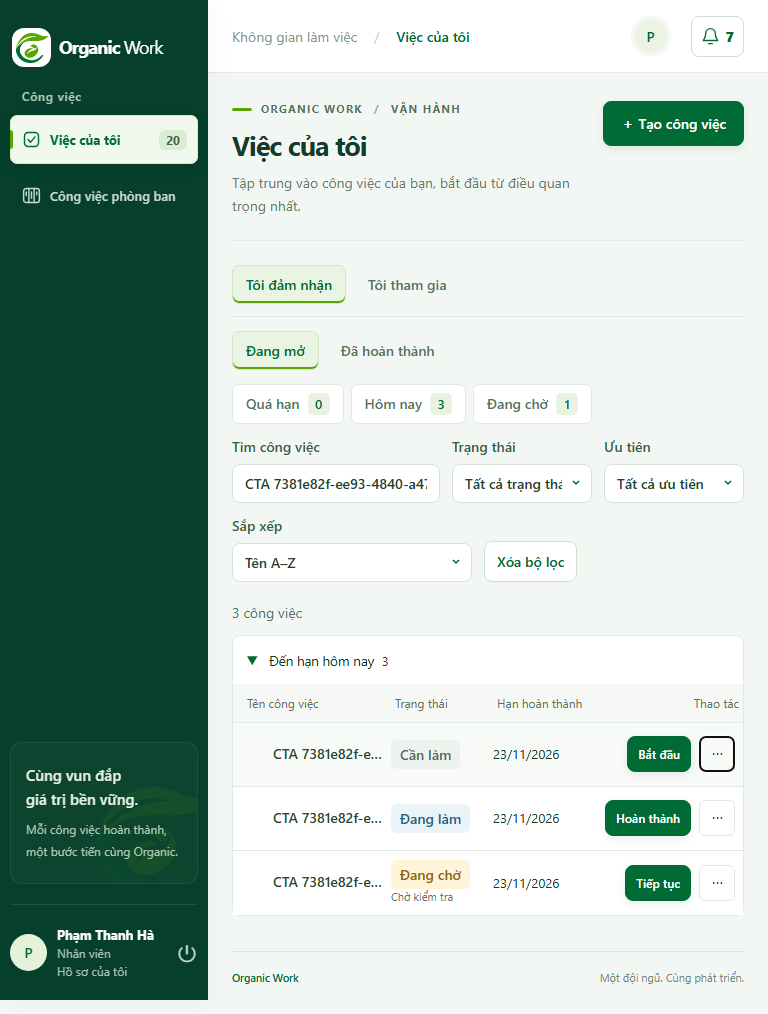 Organic Work
Công việc
Việc của tôi 20
Công việc phòng ban
Cùng vun đắp
giá trị bền vững.
Mỗi công việc hoàn thành,
một bước tiến cùng Organic.
P
Phạm Thanh Hà
Nhân viên
Hồ sơ của tôi
Không gian làm việc / Việc của tôi
P
7
ORGANIC WORK / VẬN HÀNH
Việc của tôi
Tập trung vào công việc của bạn, bắt đầu từ điều quan
trọng nhất.
+ Tạo công việc
Tôi đảm nhận Tôi tham gia
Đang mở Đã hoàn thành
Quá hạn 0 Hôm nay 3 Đang chờ 1
Tìm công việc Trạng thái Ưu tiên
CTA 7381e82f-ee93-4840-a47 Tất cả trạng thá Tất cả ưu tiên
Sắp xếp
Tên A–Z Xóa bộ lọc
3 công việc
▼ Đến hạn hôm nay 3
Tên công việc Trạng thái Hạn hoàn thành Thao tác
CTA 7381e82f-e... Cần làm 23/11/2026 Bắt đầu ...
CTA 7381e82f-e... Đang làm 23/11/2026 Hoàn thành ...
CTA 7381e82f-e... Đang chờ 23/11/2026 Tiếp tục ...
Chờ kiểm tra
Organic Work Một đội ngũ. Cùng phát triển.